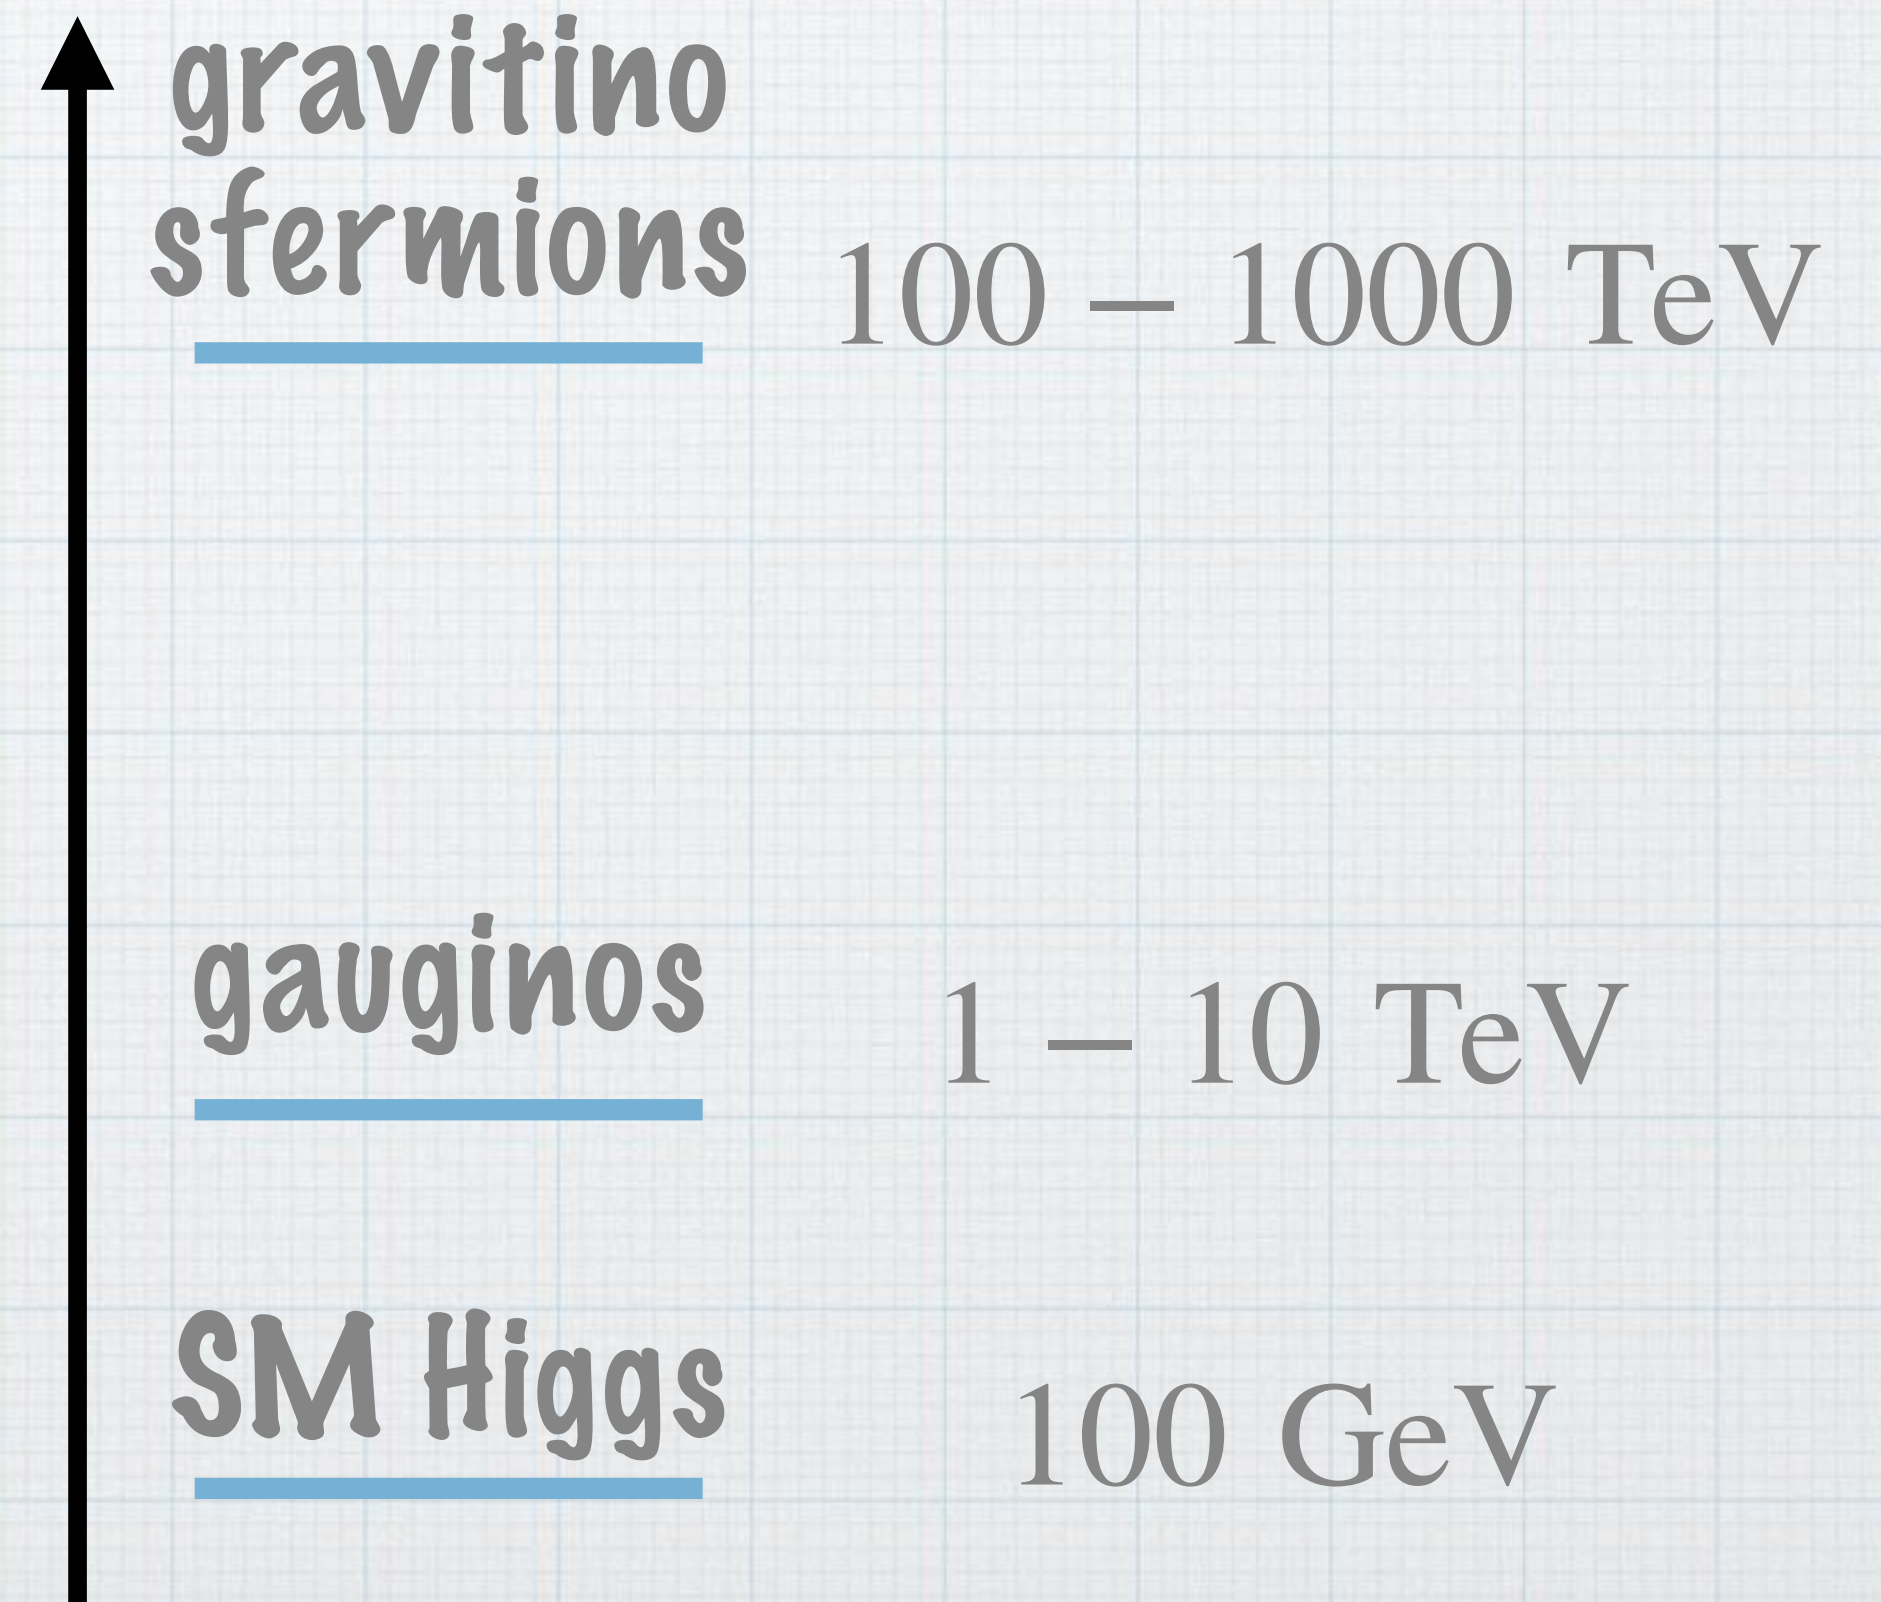 gravitino
sfermions 100 – 1000 TeV
gauginos 1 – 10 TeV
SM Higgs 100 GeV